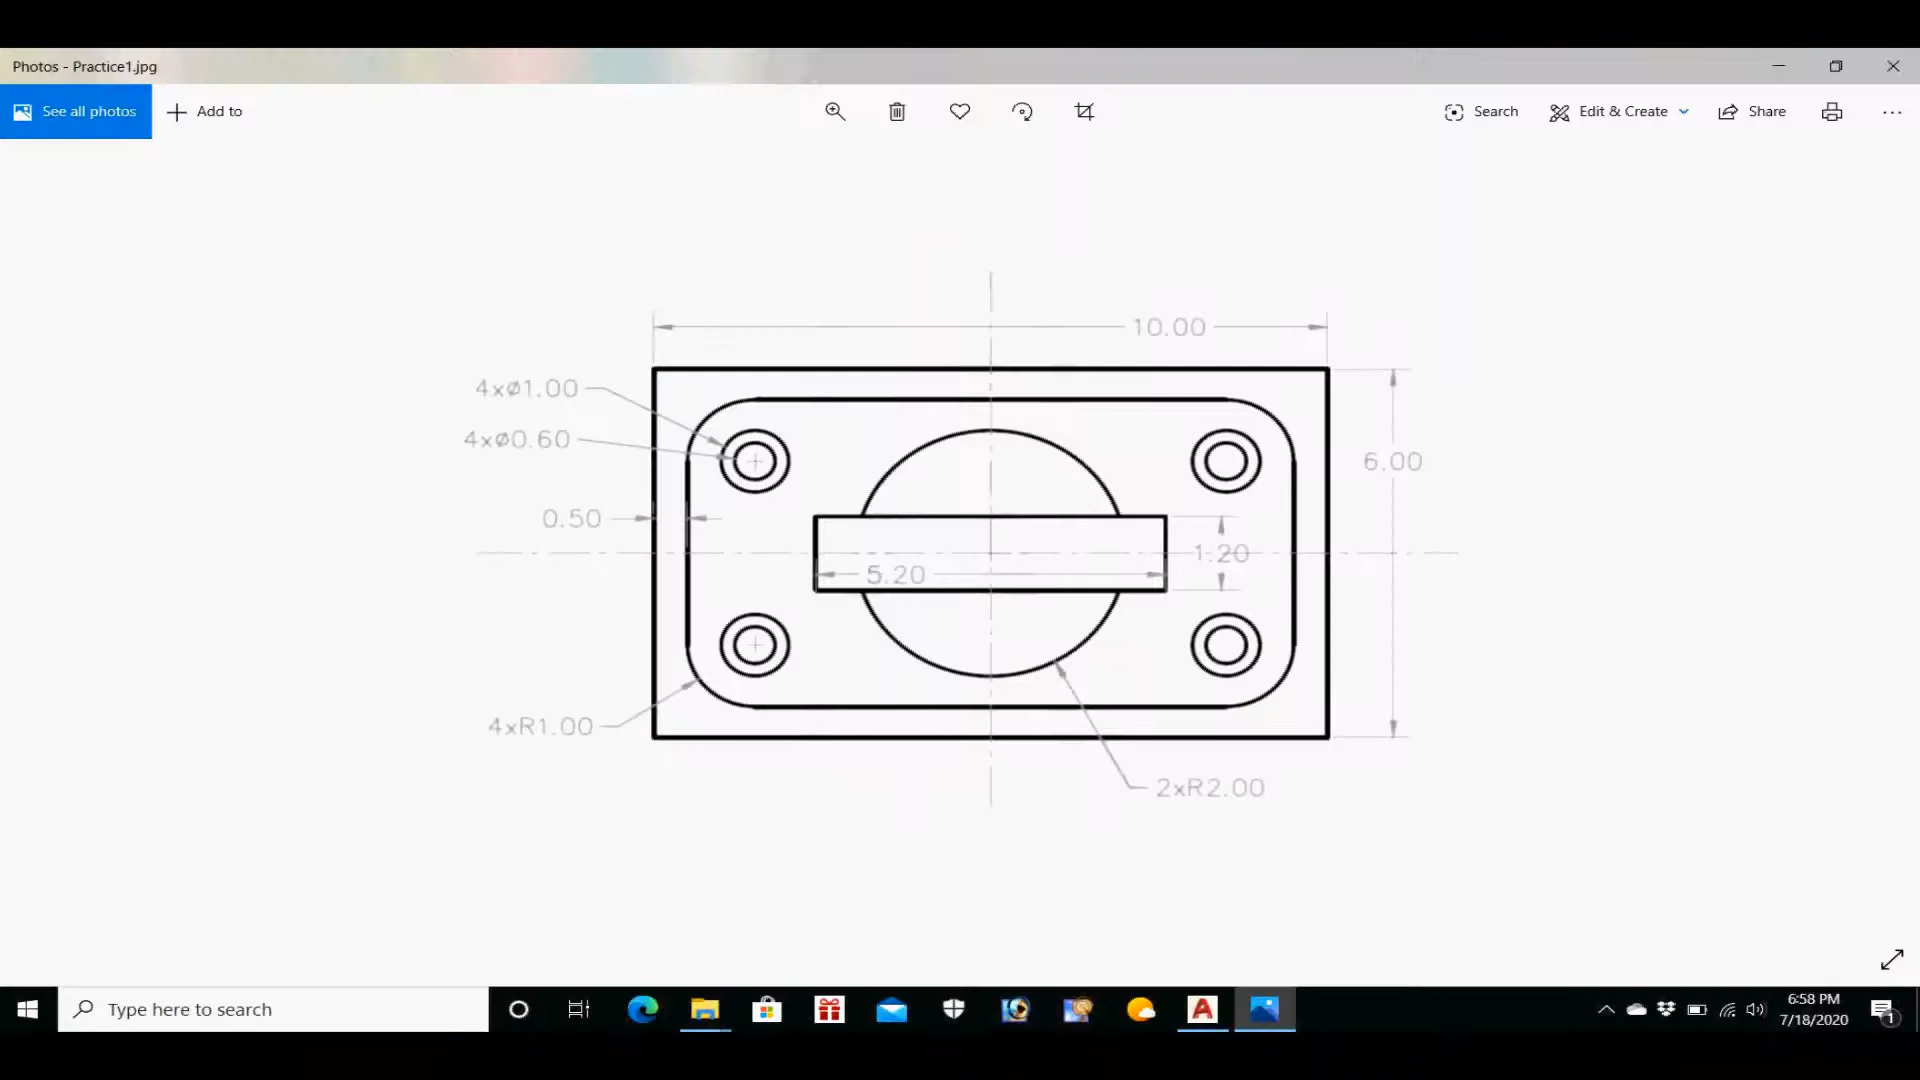 Photos - Practice1.jpg
See all photos
Add to
Search
Edit & Create
Share
10.00
4xø1.00
4xø0.60
6.00
0.50
1.20
5.20
4xR1.00
2xR2.00
Type here to search
6:58 PM
7/18/2020
1